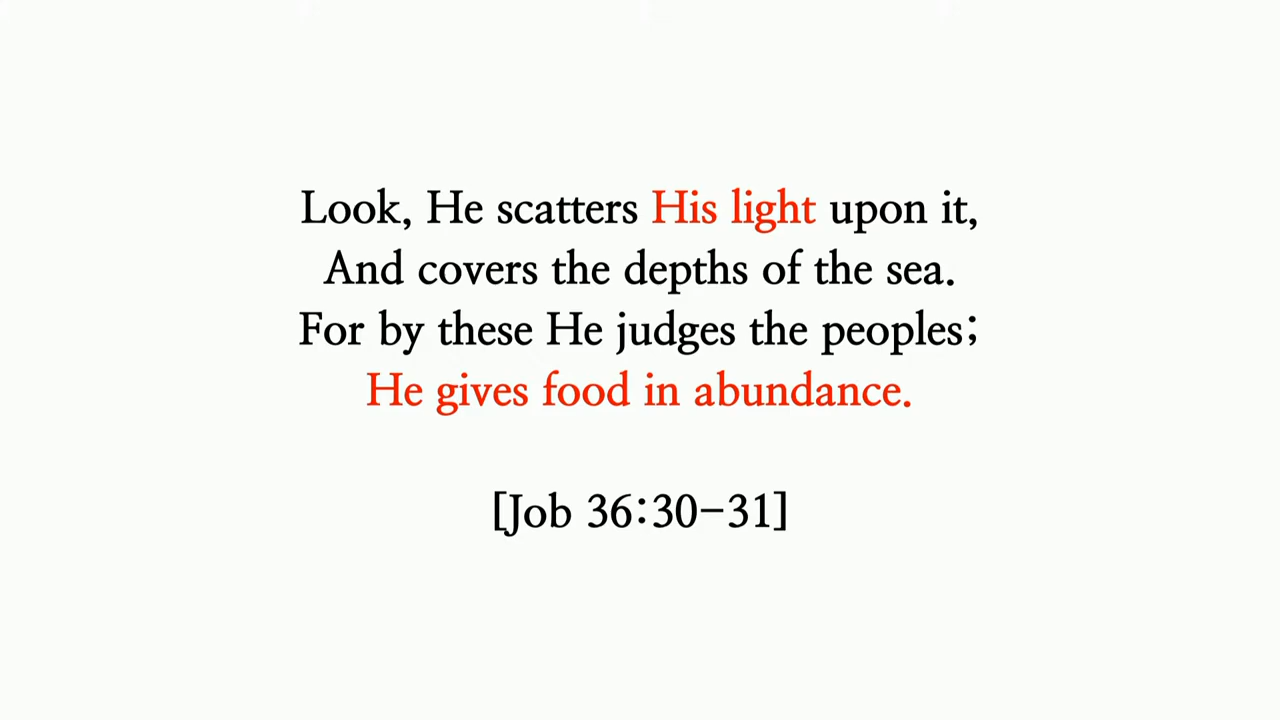 Look, He scatters His light upon it,
And covers the depths of the sea.
For by these He judges the peoples;
He gives food in abundance.
[Job 36:30-31]